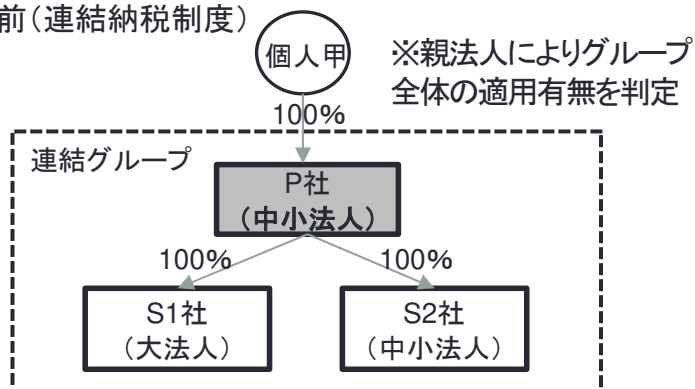 前（連結納税制度）
個人甲
※親法人によりグループ
全体の適用有無を判定
100%
連結グループ
P社
（中小法人）
100%
100%
S1社
（大法人）
S2社
（中小法人）